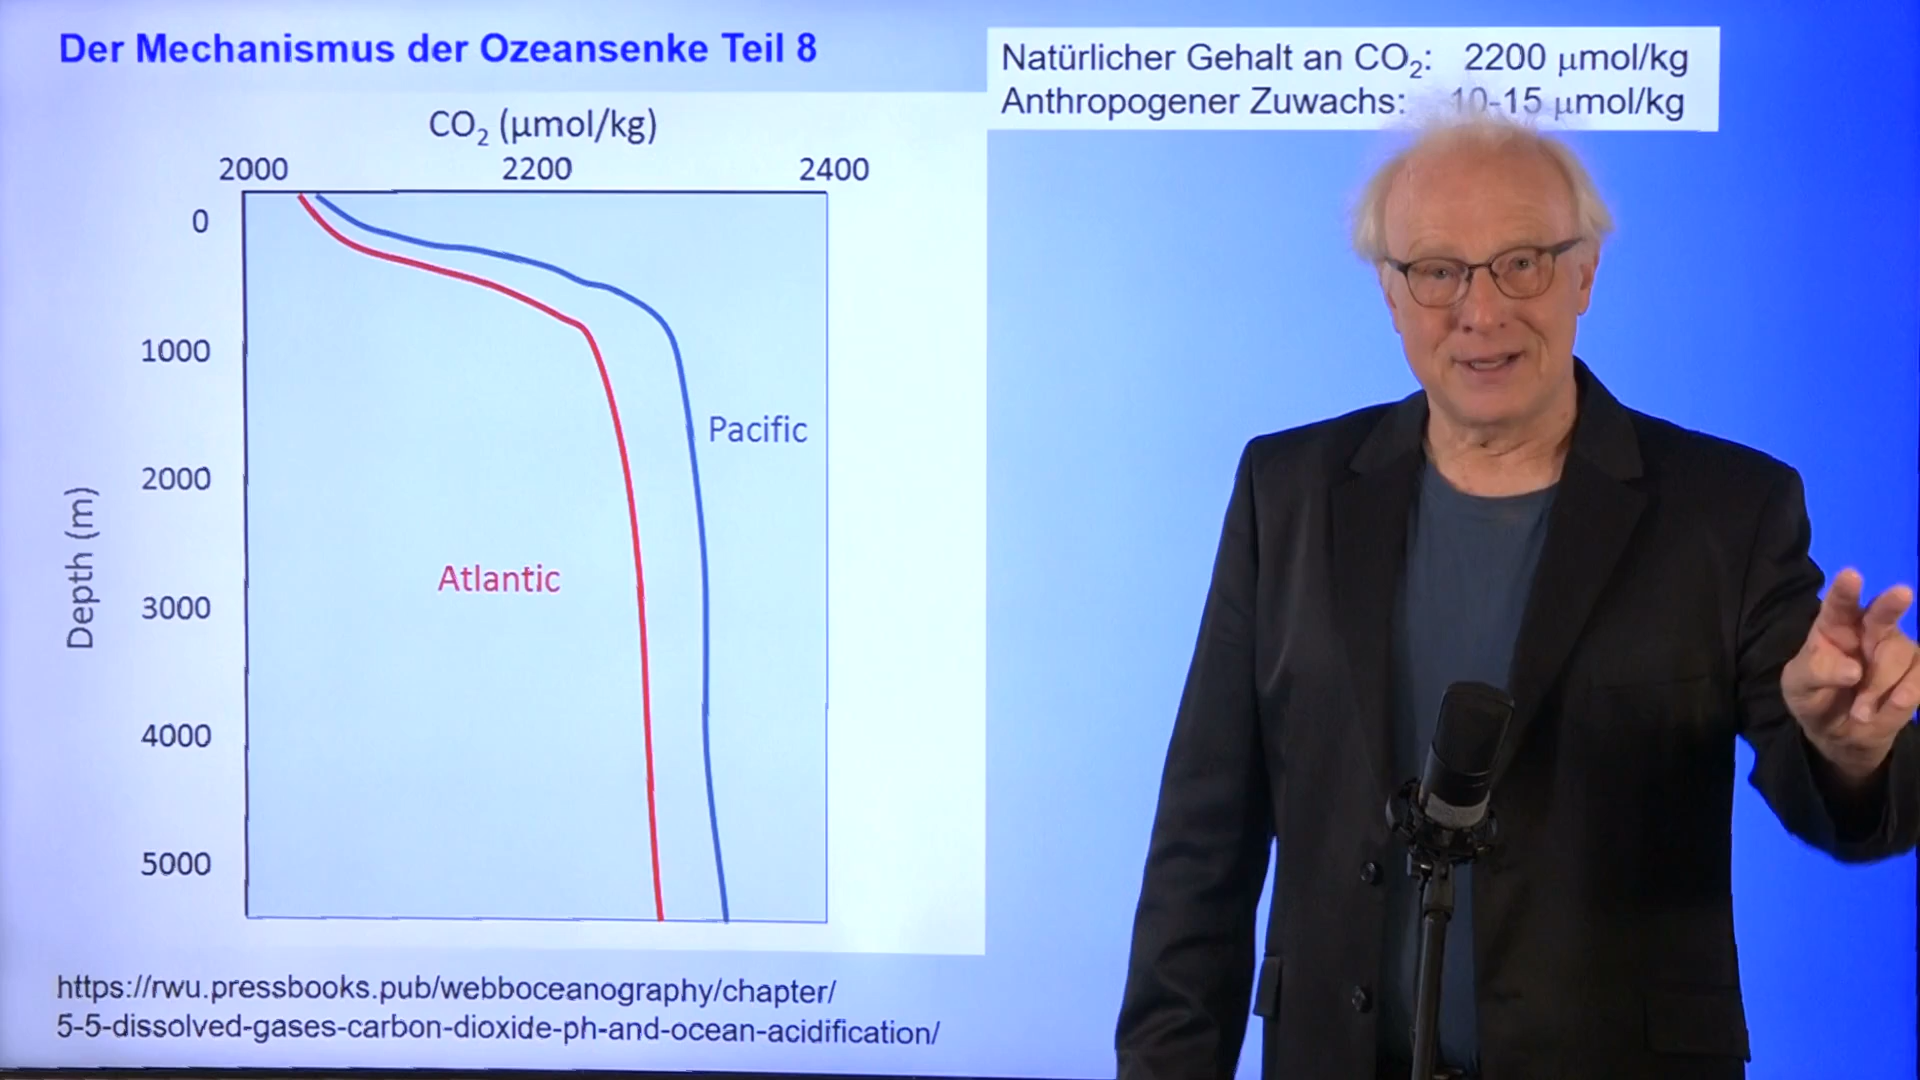 Der Mechanismus der Ozeansenke Teil 8
Natürlicher Gehalt an CO₂: 2200 µmol/kg
Anthropogener Zuwachs: 10-15 µmol/kg
CO₂ (µmol/kg)
2000 2200 2400
0
1000
2000
3000
4000
5000
Depth (m)
Pacific
Atlantic
https://rwu.pressbooks.pub/webboceanography/chapter/
5-5-dissolved-gases-carbon-dioxide-ph-and-ocean-acidification/